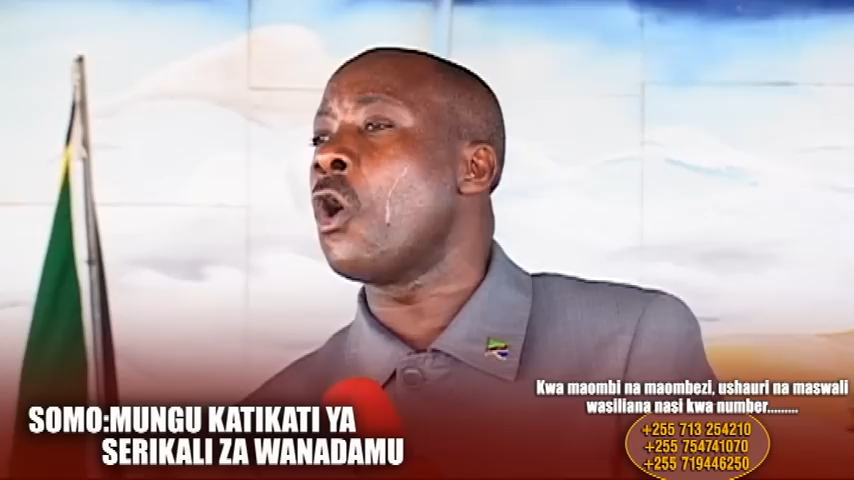 SOMO:MUNGU KATIKATI YA
SERIKALI ZA WANADAMU
Kwa maombi na maombezi, ushauri na maswali
wasiliana nasi kwa number.........
+255 713 254210
+255 754741070
+255 719446250